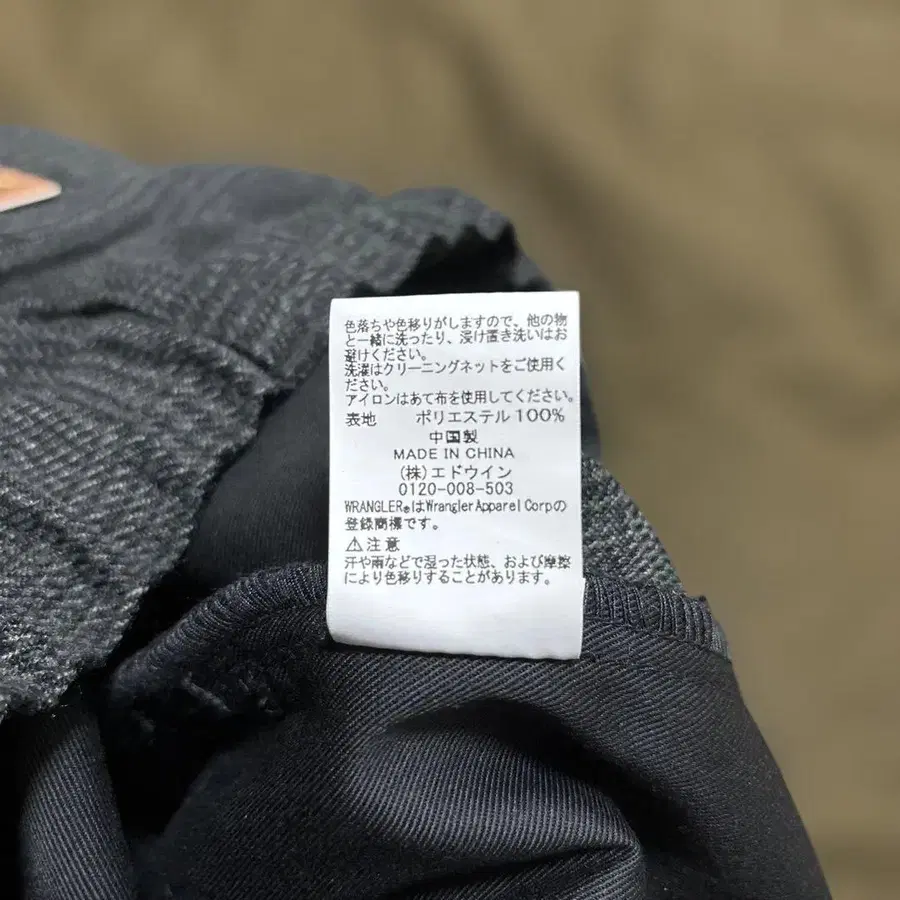 色落ちや色移りがしますので、他の物
と一緒に洗ったり、浸け置き洗いはお
避けください。
洗濯はクリーニングネットをご使用く
ださい。
アイロンはあて布を使用してください。
表地 ポリエステル 100%
中国製
MADE IN CHINA
(株)エドウイン
0120-008-503
WRANGLER®はWrangler Apparel Corpの
登録商標です。
⚠注意
汗や雨などで湿った状態、および摩擦
により色移りすることがあります。